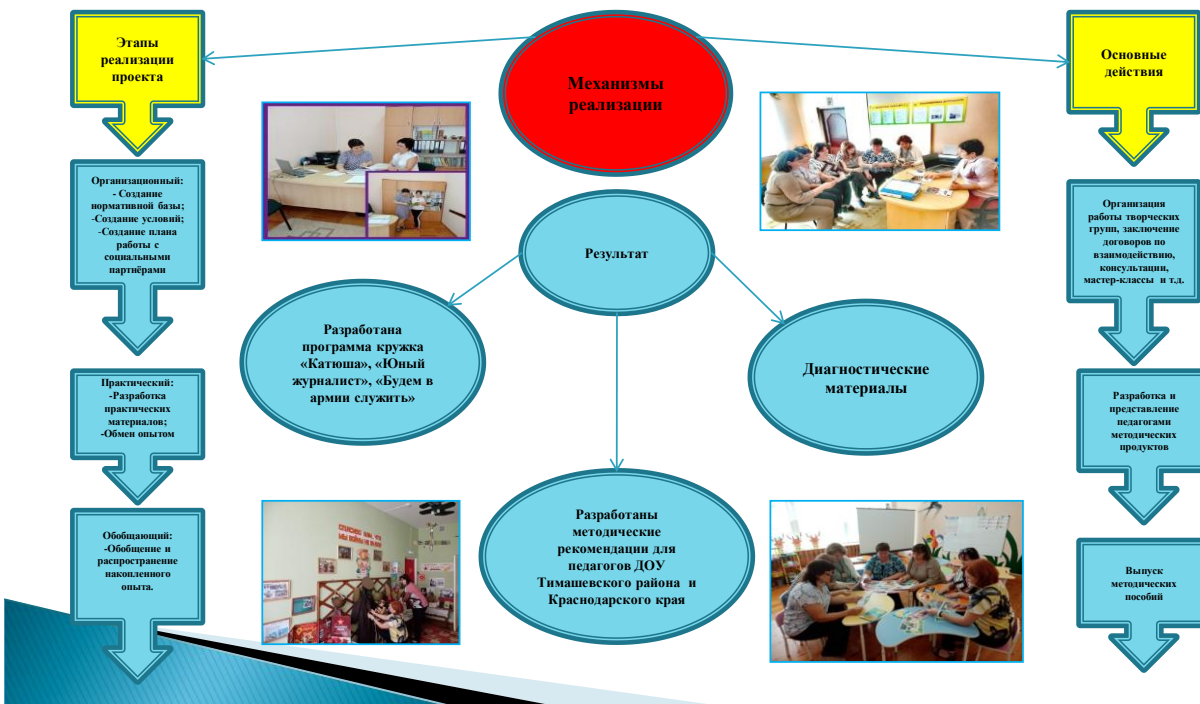 Этапы
реализации
проекта
Механизмы
реализации
Основные
действия
Организационный:
- Создание
нормативной базы;
-Создание условий;
-Создание плана
работы с
социальными
партнёрами
Организация
работы творческих
групп, заключение
договоров по
взаимодействию,
консультации,
мастер-классы и т.д.
Результат
Разработана
программа кружка
«Катюша», «Юный
журналист», «Будем в
армии служить»
Диагностические
материалы
Практический:
-Разработка
практических
материалов;
-Обмен опытом
Разработка и
представление
педагогами
методических
продуктов
Разработаны
методические
рекомендации для
педагогов ДОУ
Тимашевского района и
Краснодарского края
Обобщающий:
-Обобщение и
распространение
накопленного
опыта.
Выпуск
методических
пособий